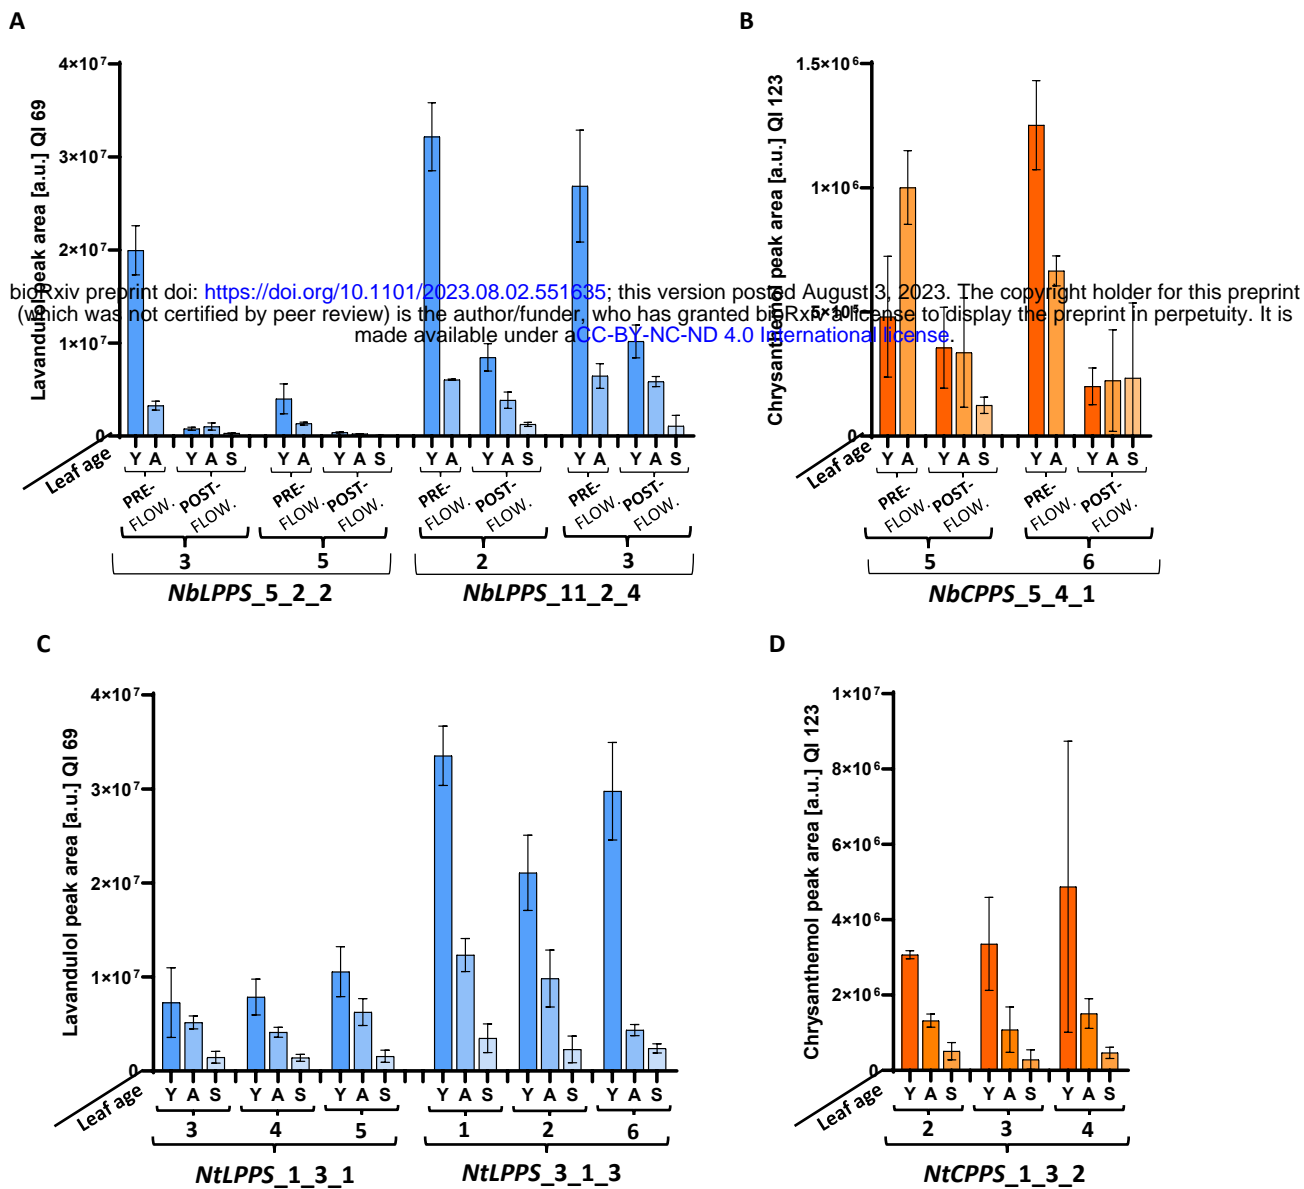 A
B
Lavandulol peak area [a.u.] QI 69
4×10⁷
3×10⁷
2×10⁷
1×10⁷
0
Leaf age
Y A Y A S Y A Y A S Y A Y A S Y A Y A S
PRE-FLOW. POST-FLOW. PRE-FLOW. POST-FLOW. PRE-FLOW. POST-FLOW. PRE-FLOW. POST-FLOW.
3 5 2 3
NbLPPS_5_2_2 NbLPPS_11_2_4
Chrysanthemol peak area [a.u.] QI 123
1.5×10⁶
1×10⁶
5×10⁵
0
Leaf age
Y A Y A S Y A Y A S
PRE-FLOW. POST-FLOW. PRE-FLOW. POST-FLOW.
5 6
NbCPPS_5_4_1
bioRxiv preprint doi: https://doi.org/10.1101/2023.08.02.551635; this version posted August 3, 2023. The copyright holder for this preprint
(which was not certified by peer review) is the author/funder, who has granted bioRxiv a license to display the preprint in perpetuity. It is
made available under aCC-BY-NC-ND 4.0 International license.
C
D
Lavandulol peak area [a.u.] QI 69
4×10⁷
3×10⁷
2×10⁷
1×10⁷
0
Leaf age
Y A S Y A S Y A S Y A S Y A S Y A S
3 4 5 1 2 6
NtLPPS_1_3_1 NtLPPS_3_1_3
Chrysanthemol peak area [a.u.] QI 123
1×10⁷
8×10⁶
6×10⁶
4×10⁶
2×10⁶
0
Leaf age
Y A S Y A S Y A S
2 3 4
NtCPPS_1_3_2